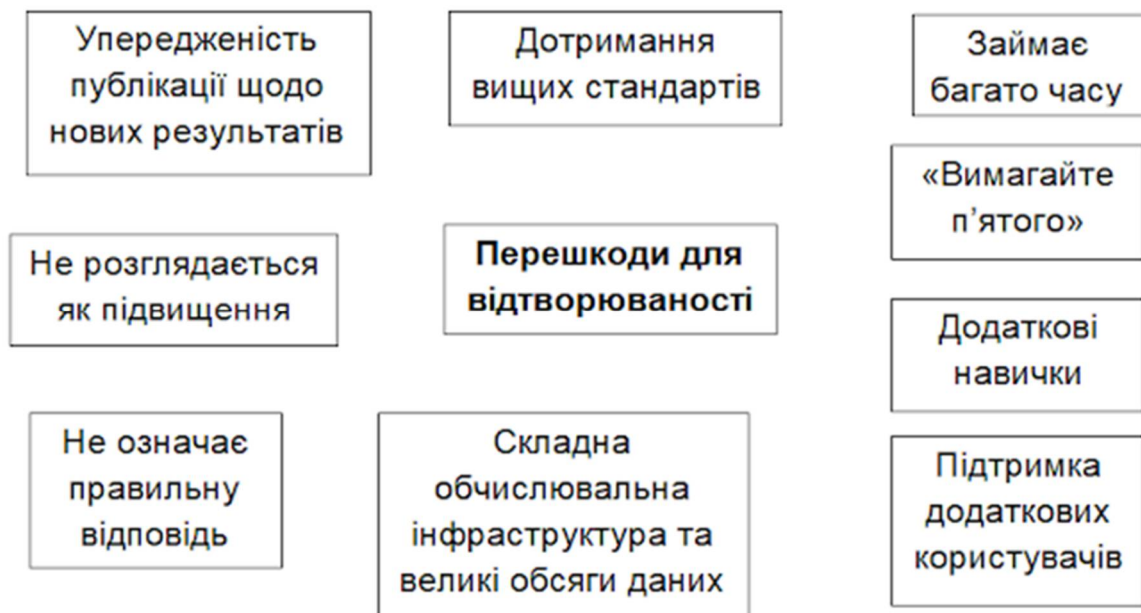 Упередженість
публікації щодо
нових результатів
Дотримання
вищих стандартів
Займає
багато часу
«Вимагайте
п’ятого»
Не розглядається
як підвищення
Перешкоди для
відтворюваності
Додаткові
навички
Не означає
правильну
відповідь
Складна
обчислювальна
інфраструктура та
великі обсяги даних
Підтримка
додаткових
користувачів